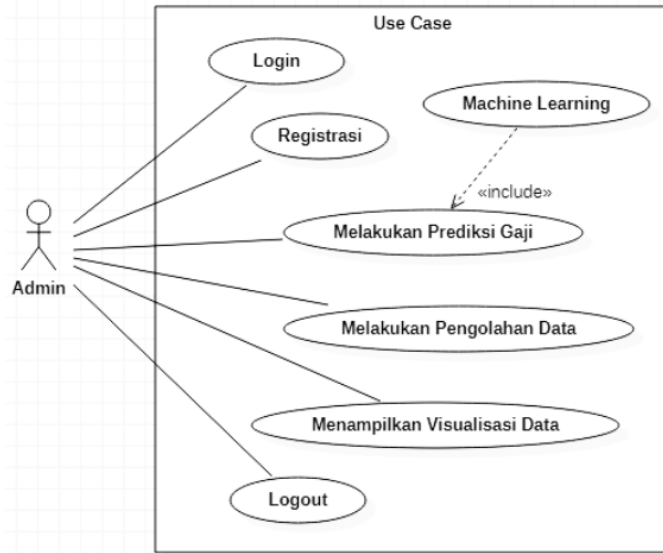 Use Case
Login
Machine Learning
Registrasi
«include»
Melakukan Prediksi Gaji
Admin
Melakukan Pengolahan Data
Menampilkan Visualisasi Data
Logout